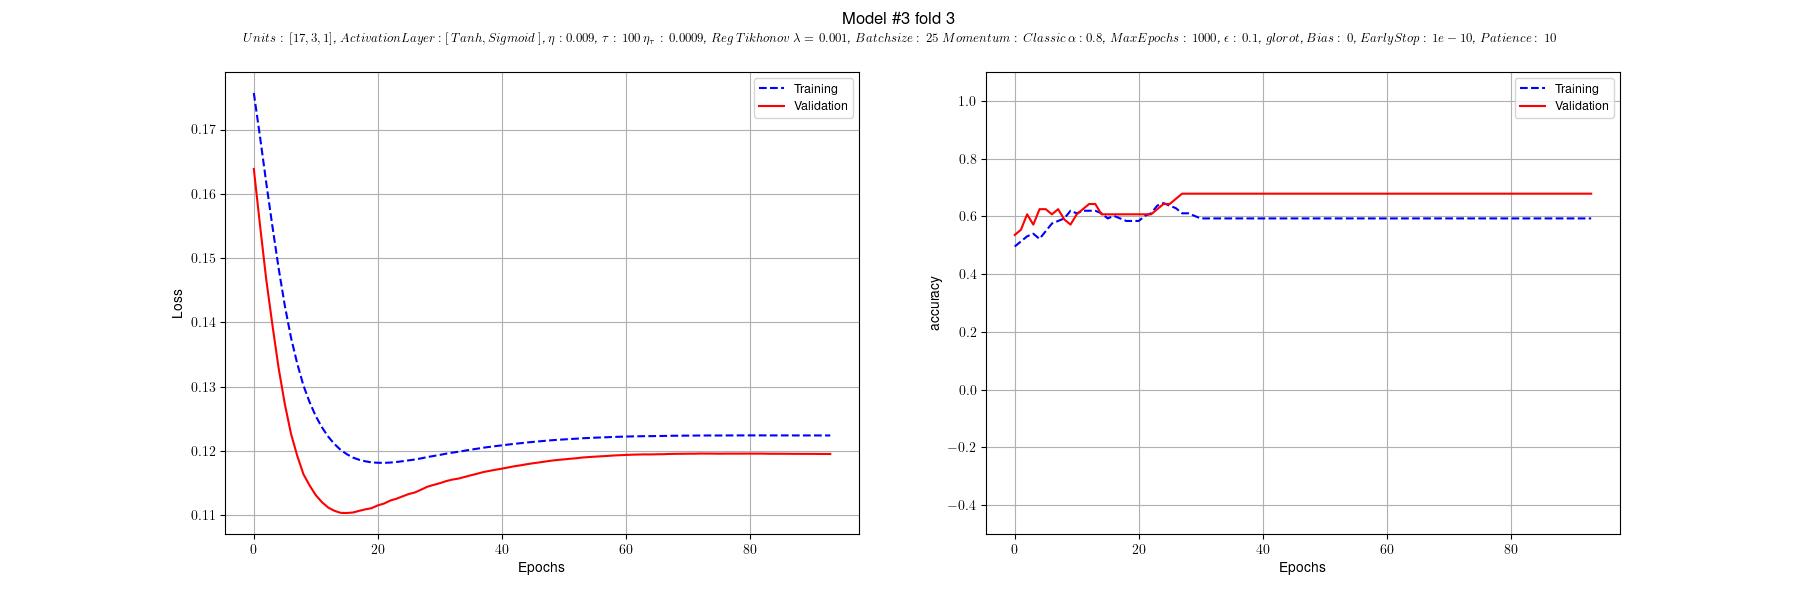 Model #3 fold 3
Units : [17, 3, 1], ActivationLayer : [ Tanh, Sigmoid ], η : 0.009, τ : 100 ητ : 0.0009, Reg Tikhonov λ = 0.001, Batchsize : 25 Momentum : Classic α : 0.8, MaxEpochs : 1000, ϵ : 0.1, glorot, Bias : 0, EarlyStop : 1e − 10, Patience : 10
Training
Validation
0.17
0.16
0.15
0.14
0.13
0.12
0.11
Loss
0 20 40 60 80
Epochs
Training
Validation
1.0
0.8
0.6
0.4
0.2
0.0
−0.2
−0.4
accuracy
0 20 40 60 80
Epochs